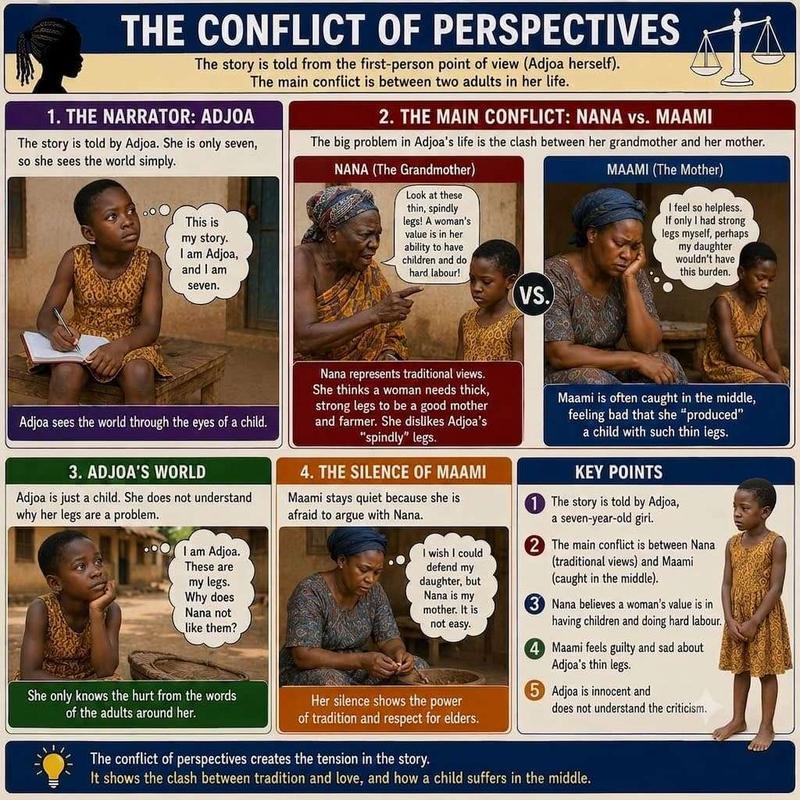 THE CONFLICT OF PERSPECTIVES
The story is told from the first-person point of view (Adjoa herself).
The main conflict is between two adults in her life.
1. THE NARRATOR: ADJOA
The story is told by Adjoa. She is only seven,
so she sees the world simply.
This is
my story.
I am Adjoa,
and I am
seven.
Adjoa sees the world through the eyes of a child.
2. THE MAIN CONFLICT: NANA vs. MAAMI
The big problem in Adjoa's life is the clash between her grandmother and her mother.
NANA (The Grandmother)
Look at these
thin, spindly
legs! A woman's
value is in her
ability to have
children and do
hard labour!
Nana represents traditional views.
She thinks a woman needs thick,
strong legs to be a good mother
and farmer. She dislikes Adjoa's
"spindly" legs.
VS.
MAAMI (The Mother)
I feel so helpless.
If only I had strong
legs myself, perhaps
my daughter
wouldn't have
this burden.
Maami is often caught in the middle,
feeling bad that she "produced"
a child with such thin legs.
3. ADJOA'S WORLD
Adjoa is just a child. She does not understand
why her legs are a problem.
I am Adjoa.
These are
my legs.
Why does
Nana not
like them?
She only knows the hurt from the words
of the adults around her.
4. THE SILENCE OF MAAMI
Maami stays quiet because she is
afraid to argue with Nana.
I wish I could
defend my
daughter, but
Nana is my
mother. It is
not easy.
Her silence shows the power
of tradition and respect for elders.
KEY POINTS
1 The story is told by Adjoa,
a seven-year-old girl.
2 The main conflict is between Nana
(traditional views) and Maami
(caught in the middle).
3 Nana believes a woman's value is in
having children and doing hard labour.
4 Maami feels guilty and sad about
Adjoa's thin legs.
5 Adjoa is innocent and
does not understand the criticism.
The conflict of perspectives creates the tension in the story.
It shows the clash between tradition and love, and how a child suffers in the middle.